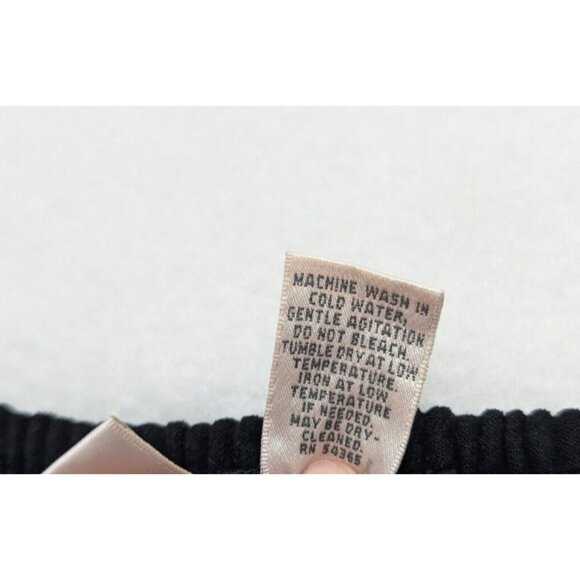 MACHINE WASH IN
COLD WATER,
GENTLE AGITATION
DO NOT BLEACH.
TUMBLE DRY AT LOW
TEMPERATURE.
IRON AT LOW
TEMPERATURE
IF NEEDED.
MAY BE DRY-
CLEANED.
RN 54365